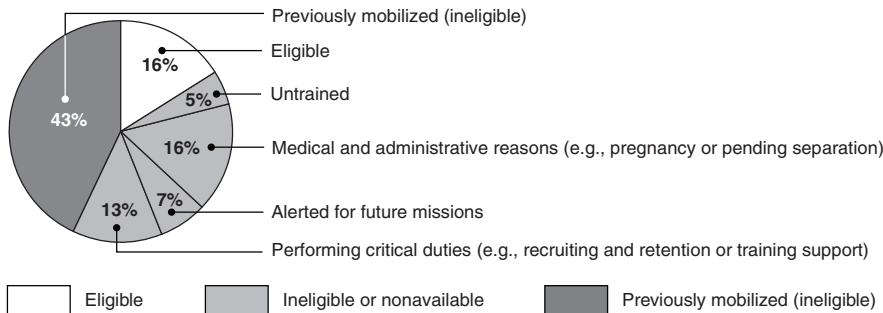 Previously mobilized (ineligible)
Eligible
16%
Untrained
5%
43%
16%
Medical and administrative reasons (e.g., pregnancy or pending separation)
7%
13%
Alerted for future missions
Performing critical duties (e.g., recruiting and retention or training support)
Eligible
Ineligible or nonavailable
Previously mobilized (ineligible)